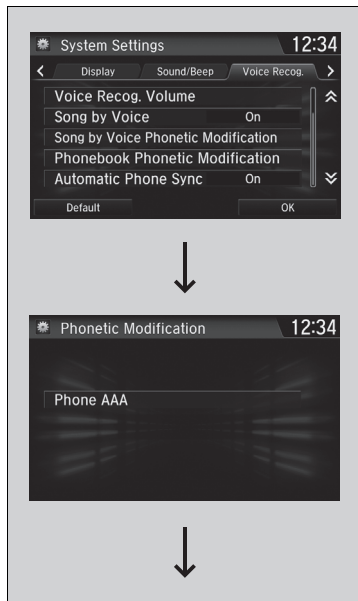 System Settings 12:34
Display Sound/Beep Voice Recog.
Voice Recog. Volume
Song by Voice On
Song by Voice Phonetic Modification
Phonebook Phonetic Modification
Automatic Phone Sync On
Default OK
Phonetic Modification 12:34
Phone AAA